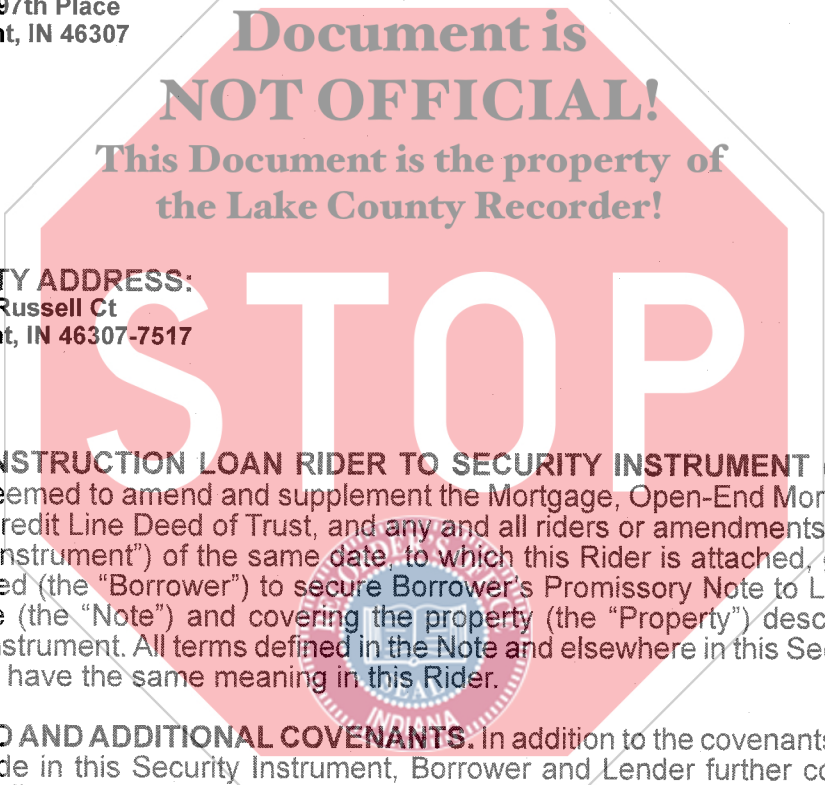 97th Place
nt, IN 46307
Document is
NOT OFFICIAL!
This Document is the property of
the Lake County Recorder!
TY ADDRESS:
Russell Ct
nt, IN 46307-7517
STOP
NSTRUCTION LOAN RIDER TO SECURITY INSTRUMENT
eemed to amend and supplement the Mortgage, Open-End Mor
redit Line Deed of Trust, and any and all riders or amendments
nstrument”) of the same date, to which this Rider is attached,
ed (the “Borrower”) to secure Borrower's Promissory Note to L
e (the “Note”) and covering the property (the “Property”) desc
nstrument. All terms defined in the Note and elsewhere in this Sec
have the same meaning in this Rider.
SEAL
INDIANA
D AND ADDITIONAL COVENANTS. In addition to the covenants
de in this Security Instrument, Borrower and Lender further co